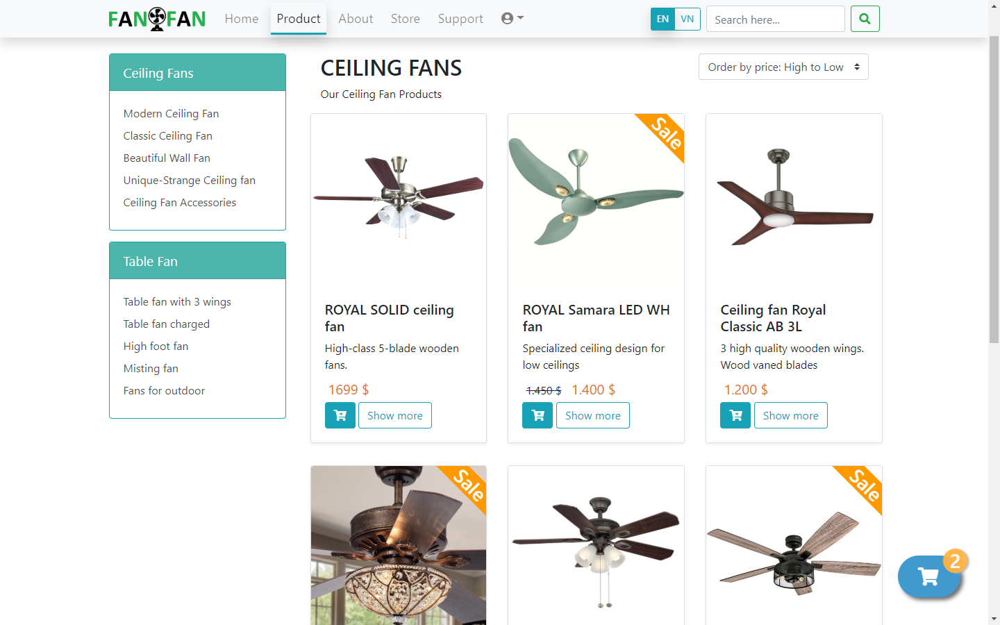 FAN FAN
Home
Product
About
Store
Support
EN
VN
Search here...
Ceiling Fans
Modern Ceiling Fan
Classic Ceiling Fan
Beautiful Wall Fan
Unique-Strange Ceiling fan
Ceiling Fan Accessories
Table Fan
Table fan with 3 wings
Table fan charged
High foot fan
Misting fan
Fans for outdoor
CEILING FANS
Order by price: High to Low
Our Ceiling Fan Products
ROYAL SOLID ceiling
fan
High-class 5-blade wooden
fans.
1699 $
Show more
Sale
ROYAL Samara LED WH
fan
Specialized ceiling design for
low ceilings
1.450 $ 1.400 $
Show more
Ceiling fan Royal
Classic AB 3L
3 high quality wooden wings.
Wood vaned blades
1.200 $
Show more
Sale
Sale
2